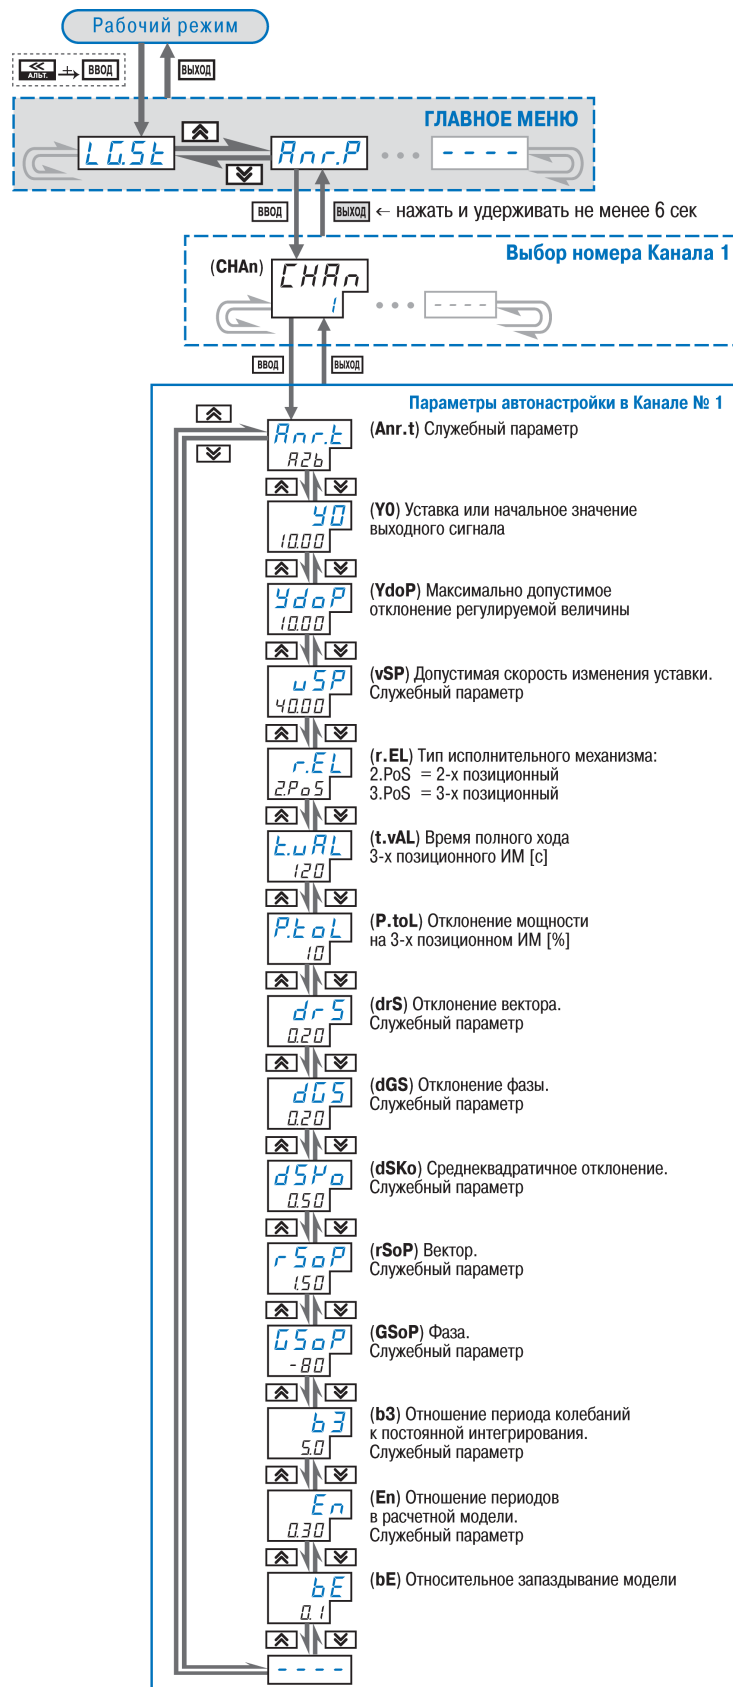 Рабочий режим
≪ АЛЬТ. + ВВОД
ВЫХОД
ГЛАВНОЕ МЕНЮ
LG.St
Anr.P
- - - -
ВВОД
ВЫХОД ← нажать и удерживать не менее 6 сек
Выбор номера Канала 1
(CHAn) CHAn
1
- - - -
ВВОД
ВЫХОД
Параметры автонастройки в Канале № 1
Anr.t
A2b
(Anr.t) Служебный параметр
Y0
10.00
(Y0) Уставка или начальное значение
выходного сигнала
YdoP
10.00
(YdoP) Максимально допустимое
отклонение регулируемой величины
vSP
40.00
(vSP) Допустимая скорость изменения уставки.
Служебный параметр
r.EL
2.PoS
(r.EL) Тип исполнительного механизма:
2.PoS = 2-х позиционный
3.PoS = 3-х позиционный
t.vAL
120
(t.vAL) Время полного хода
3-х позиционного ИМ [с]
P.toL
10
(P.toL) Отклонение мощности
на 3-х позиционном ИМ [%]
drS
0.20
(drS) Отклонение вектора.
Служебный параметр
dGS
0.20
(dGS) Отклонение фазы.
Служебный параметр
dSKo
0.50
(dSKo) Среднеквадратичное отклонение.
Служебный параметр
rSoP
1.50
(rSoP) Вектор.
Служебный параметр
GSoP
-80
(GSoP) Фаза.
Служебный параметр
b3
5.0
(b3) Отношение периода колебаний
к постоянной интегрирования.
Служебный параметр
En
0.30
(En) Отношение периодов
в расчетной модели.
Служебный параметр
bE
0.1
(bE) Относительное запаздывание модели
- - - -